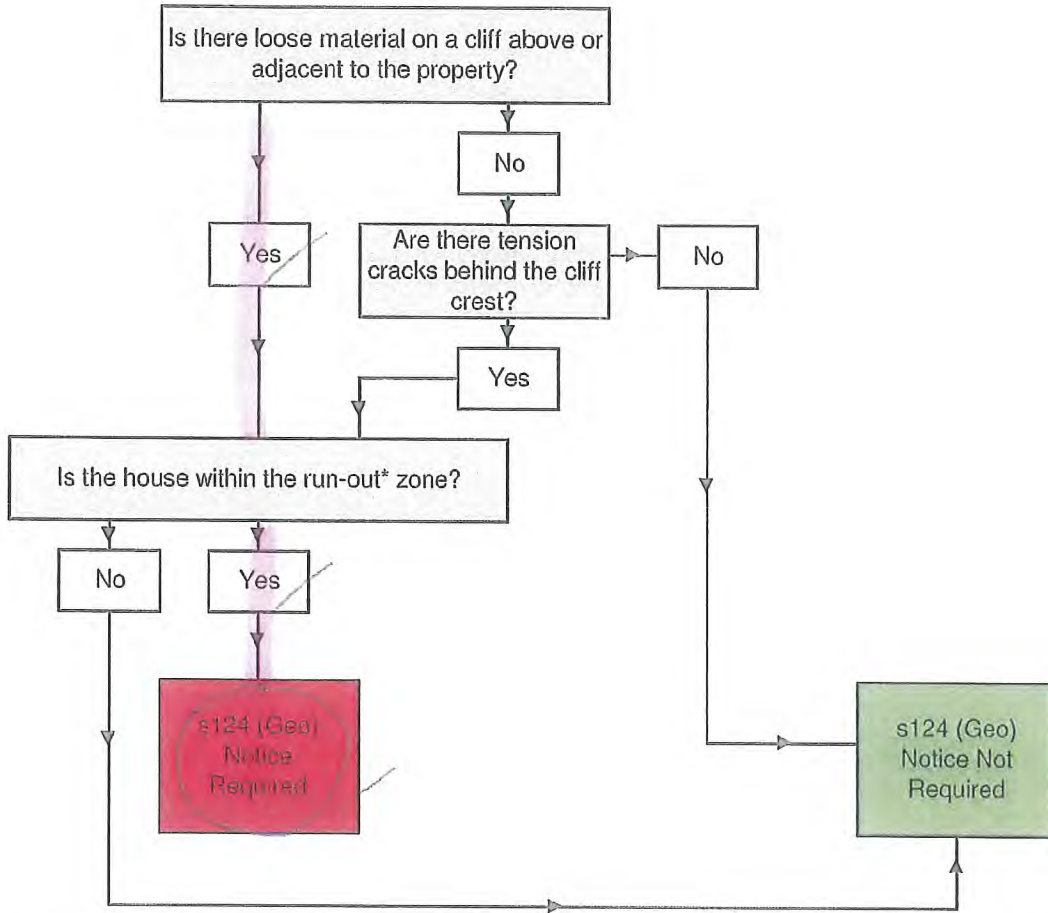 Is there loose material on a cliff above or
adjacent to the property?
No
Yes
Are there tension
cracks behind the cliff
crest?
No
Yes
Is the house within the run-out* zone?
No
Yes
s124 (Geo)
Notice
Required
s124 (Geo)
Notice Not
Required